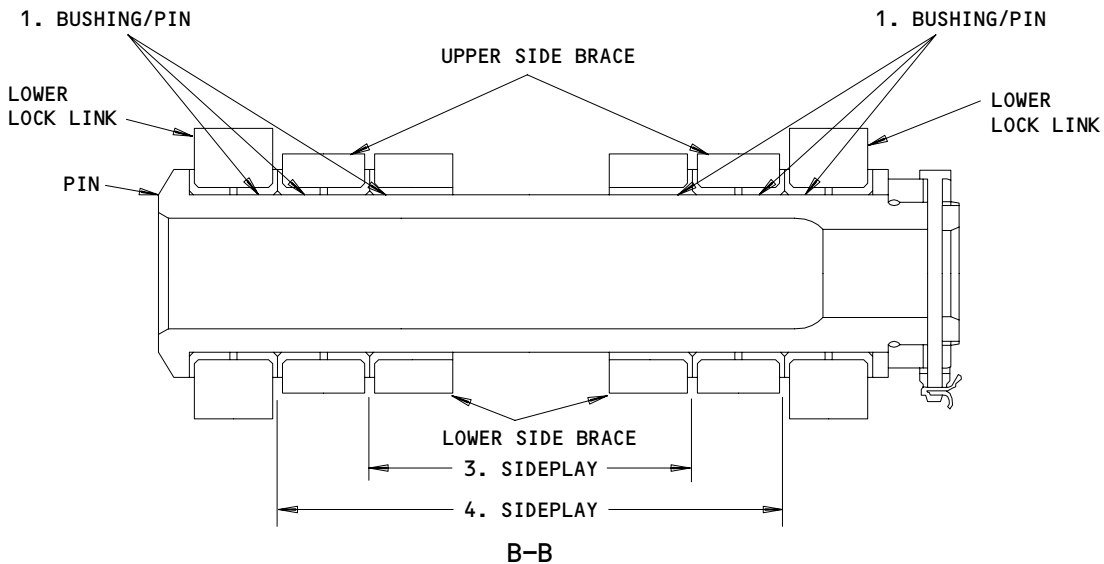 1. BUSHING/PIN
1. BUSHING/PIN
UPPER SIDE BRACE
LOWER
LOCK LINK
LOWER
LOCK LINK
PIN
LOWER SIDE BRACE
3. SIDEPLAY
4. SIDEPLAY
B-B